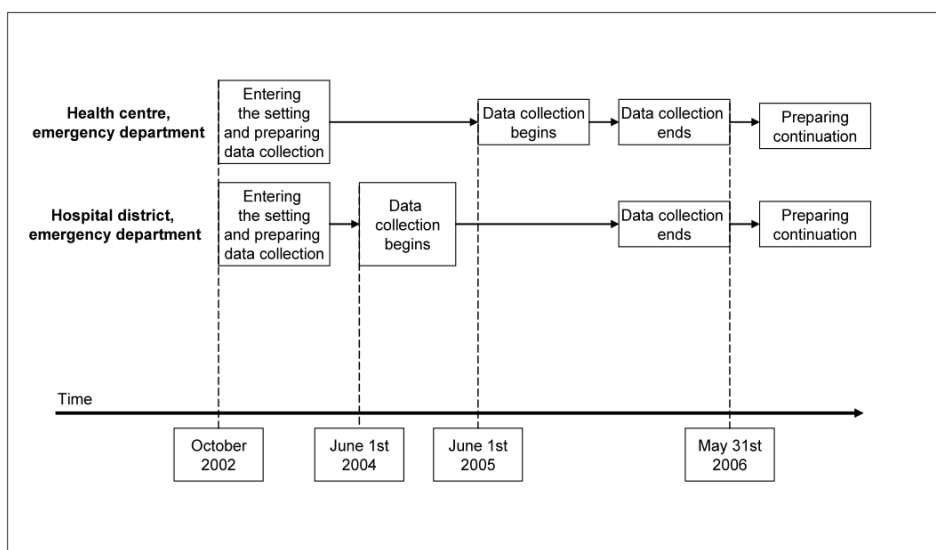 Health centre,
emergency department
Entering
the setting
and preparing
data collection
Data collection
begins
Data collection
ends
Preparing
continuation
Hospital district,
emergency department
Entering
the setting
and preparing
data collection
Data
collection
begins
Data collection
ends
Preparing
continuation
Time
October
2002
June 1st
2004
June 1st
2005
May 31st
2006